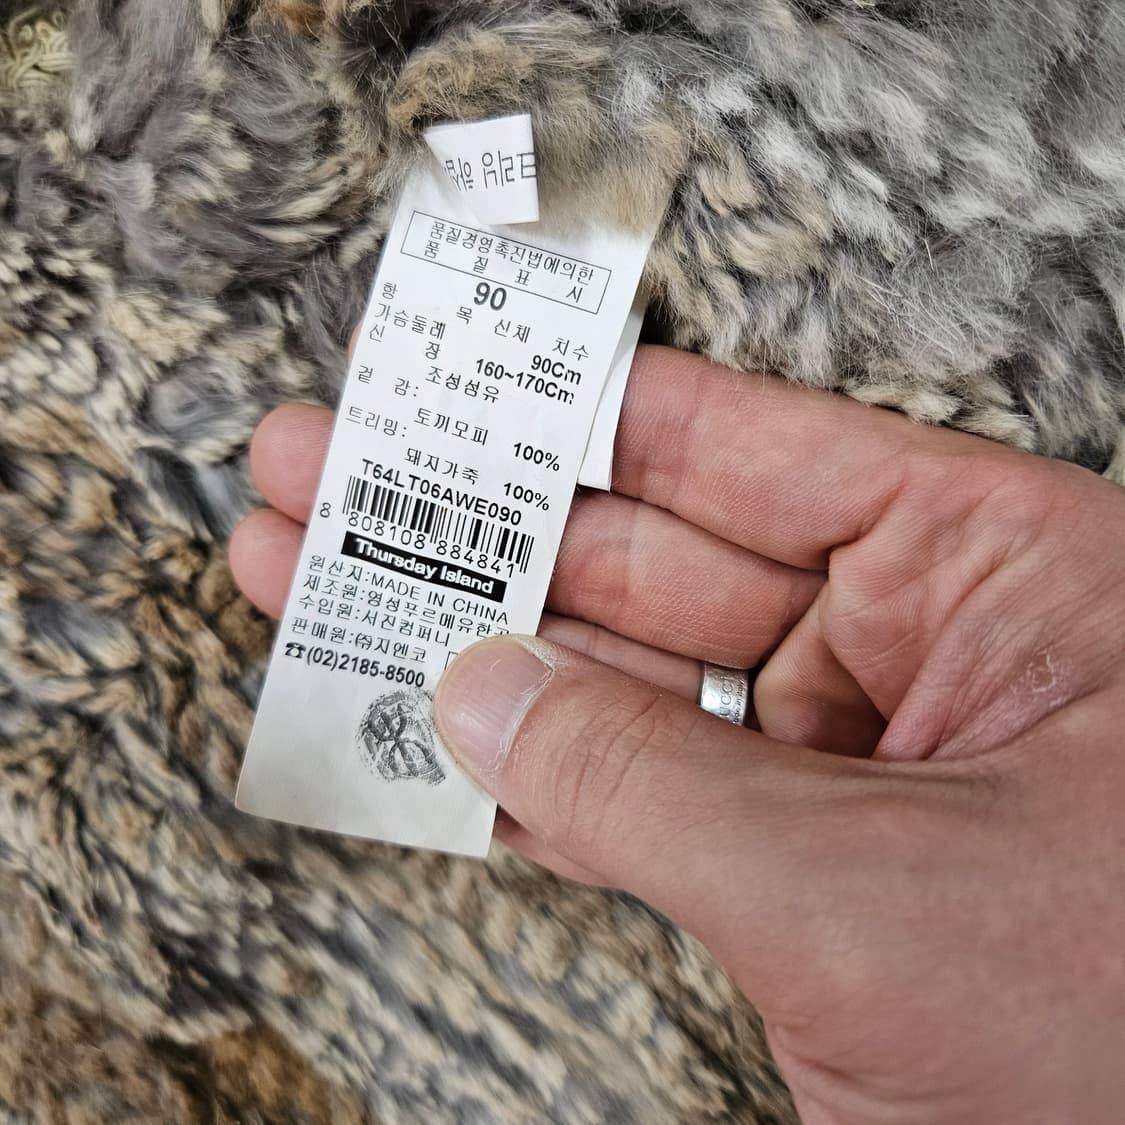 품질경영촉진법에의한
품 질 표 시
90
항 목 신체 치수
가슴둘레 90Cm
신 장 160~170Cm
조성섬유
겉 감:
토끼모피 100%
트리밍:
돼지가죽 100%
T64LT06AWE090
8 808108 884841
Thursday Island
원산지:MADE IN CHINA
제조원:영성푸르메유한공
수입원:서진컴퍼니
판매원:㈜지엔코
☎(02)2185-8500